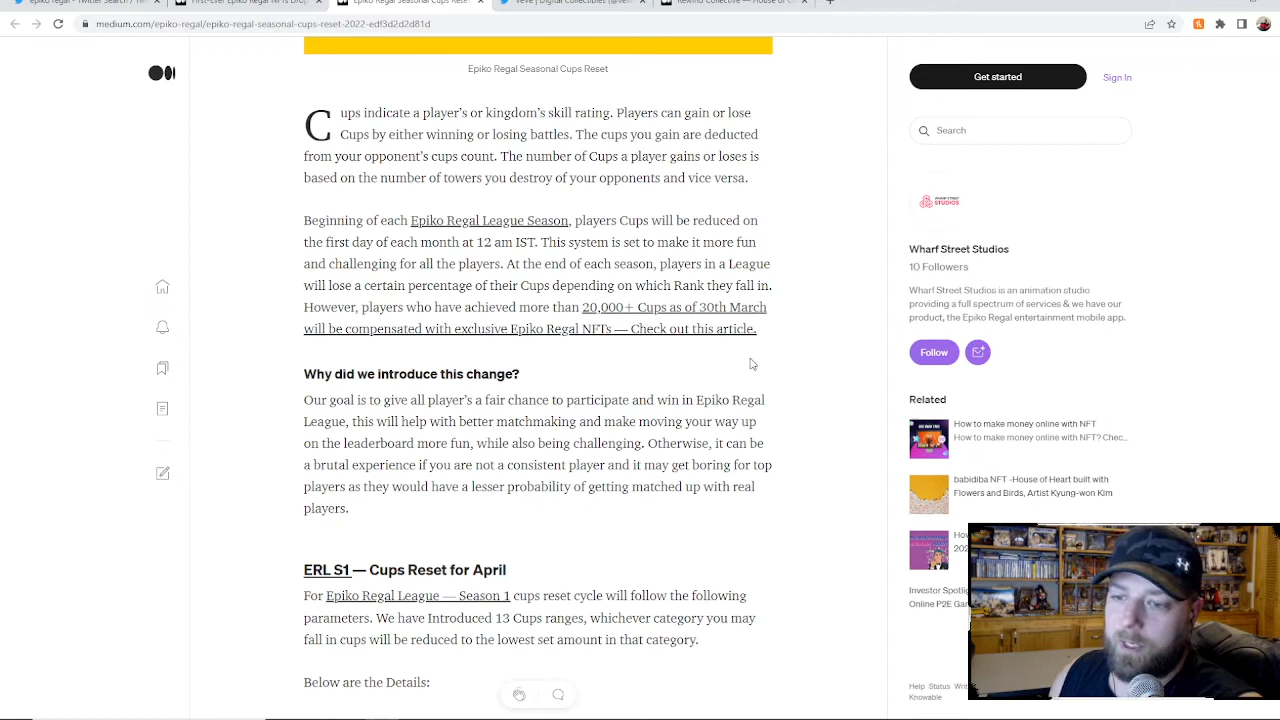 medium.com/epiko-regal/epiko-regal-seasonal-cups-reset-2022-edf3d2d2d81d
Epiko Regal Seasonal Cups Reset
Cups indicate a player's or kingdom's skill rating. Players can gain or lose
Cups by either winning or losing battles. The cups you gain are deducted
from your opponent's cups count. The number of Cups a player gains or loses is
based on the number of towers you destroy of your opponents and vice versa.
Beginning of each Epiko Regal League Season, players Cups will be reduced on
the first day of each month at 12 am IST. This system is set to make it more fun
and challenging for all the players. At the end of each season, players in a League
will lose a certain percentage of their Cups depending on which Rank they fall in.
However, players who have achieved more than 20,000+ Cups as of 30th March
will be compensated with exclusive Epiko Regal NFTs — Check out this article.
Why did we introduce this change?
Our goal is to give all player's a fair chance to participate and win in Epiko Regal
League, this will help with better matchmaking and make moving your way up
on the leaderboard more fun, while also being challenging. Otherwise, it can be
a brutal experience if you are not a consistent player and it may get boring for top
players as they would have a lesser probability of getting matched up with real
players.
ERL S1 — Cups Reset for April
For Epiko Regal League — Season 1 cups reset cycle will follow the following
parameters. We have Introduced 13 Cups ranges, whichever category you may
fall in cups will be reduced to the lowest set amount in that category.
Below are the Details:
Get started
Sign In
Search
WHARF STREET
STUDIOS
Wharf Street Studios
10 Followers
Wharf Street Studios is an animation studio
providing a full spectrum of services & we have our
product, the Epiko Regal entertainment mobile app.
Follow
Related
How to make money online with NFT
How to make money online with NFT? Chec...
babidiba NFT -House of Heart built with
Flowers and Birds, Artist Kyung-won Kim
Investor
Online P2E
Help Status
Knowable